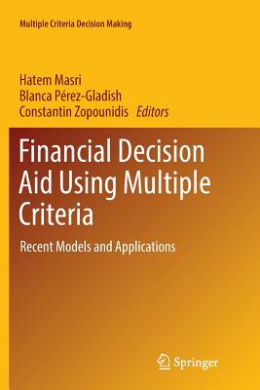 Multiple Criteria Decision Making
Hatem Masri
Blanca Pérez-Gladish
Constantin Zopounidis Editors
Financial Decision
Aid Using Multiple
Criteria
Recent Models and Applications
Springer